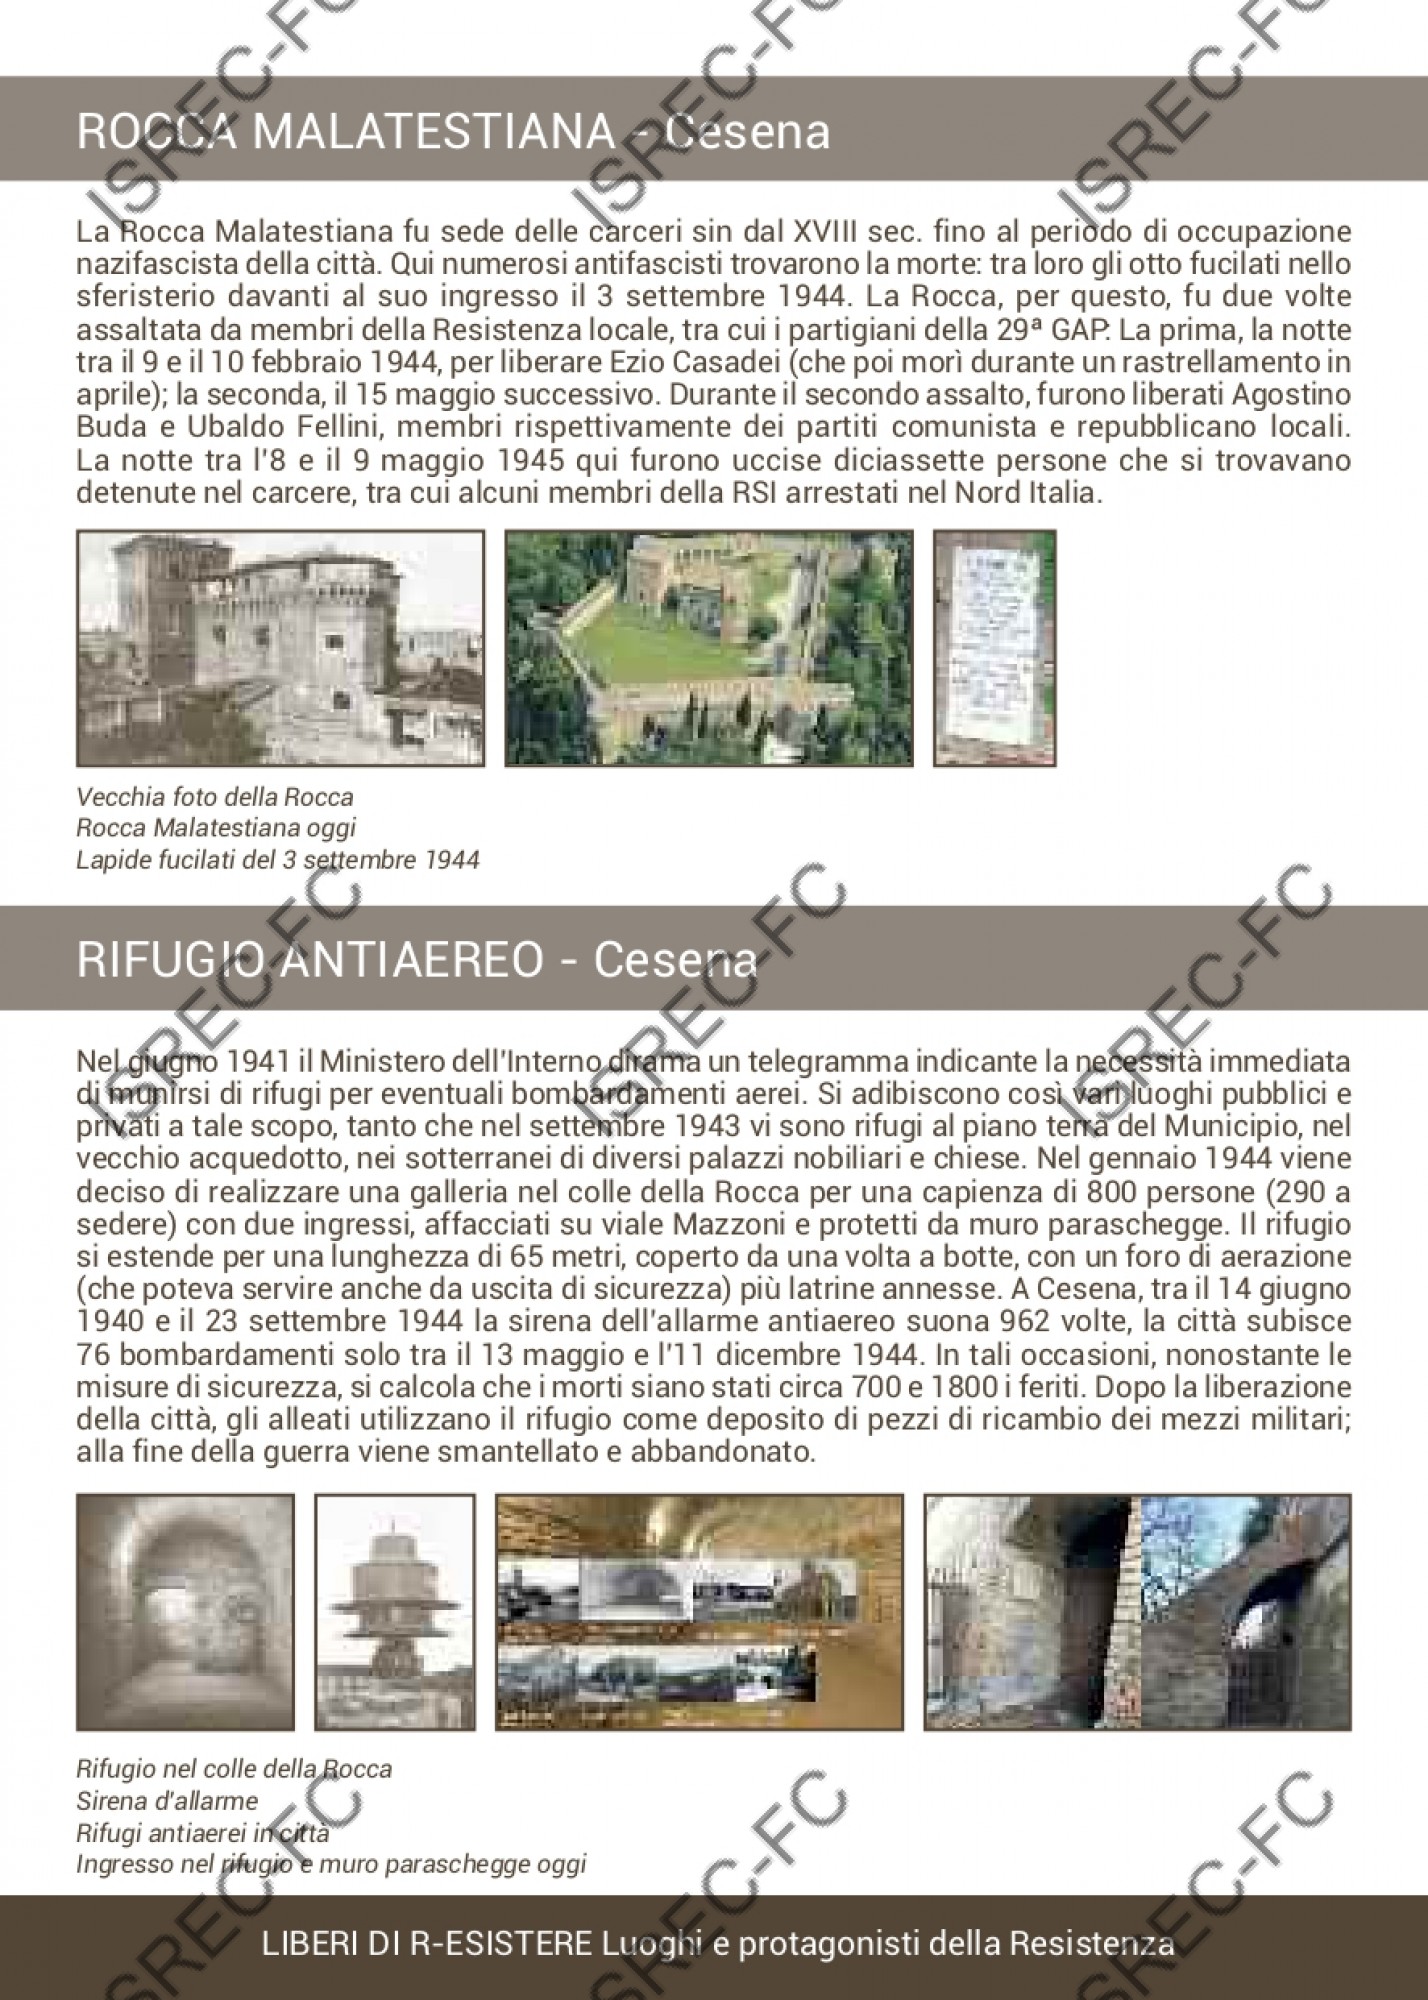 ROCCA MALATESTIANA - Cesena
La Rocca Malatestiana fu sede delle carceri sin dal XVIII sec. fino al periodo di occupazione
nazifascista della città. Qui numerosi antifascisti trovarono la morte: tra loro gli otto fucilati nello
sferisterio davanti al suo ingresso il 3 settembre 1944. La Rocca, per questo, fu due volte
assaltata da membri della Resistenza locale, tra cui i partigiani della 29ª GAP. La prima, la notte
tra il 9 e il 10 febbraio 1944, per liberare Ezio Casadei (che poi morì durante un rastrellamento in
aprile); la seconda, il 15 maggio successivo. Durante il secondo assalto, furono liberati Agostino
Buda e Ubaldo Fellini, membri rispettivamente dei partiti comunista e repubblicano locali.
La notte tra l'8 e il 9 maggio 1945 qui furono uccise diciassette persone che si trovavano
detenute nel carcere, tra cui alcuni membri della RSI arrestati nel Nord Italia.
Vecchia foto della Rocca
Rocca Malatestiana oggi
Lapide fucilati del 3 settembre 1944
RIFUGIO ANTIAEREO - Cesena
Nel giugno 1941 il Ministero dell'Interno dirama un telegramma indicante la necessità immediata
di munirsi di rifugi per eventuali bombardamenti aerei. Si adibiscono così vari luoghi pubblici e
privati a tale scopo, tanto che nel settembre 1943 vi sono rifugi al piano terra del Municipio, nel
vecchio acquedotto, nei sotterranei di diversi palazzi nobiliari e chiese. Nel gennaio 1944 viene
deciso di realizzare una galleria nel colle della Rocca per una capienza di 800 persone (290 a
sedere) con due ingressi, affacciati su viale Mazzoni e protetti da muro paraschegge. Il rifugio
si estende per una lunghezza di 65 metri, coperto da una volta a botte, con un foro di aerazione
(che poteva servire anche da uscita di sicurezza) più latrine annesse. A Cesena, tra il 14 giugno
1940 e il 23 settembre 1944 la sirena dell'allarme antiaereo suona 962 volte, la città subisce
76 bombardamenti solo tra il 13 maggio e l'11 dicembre 1944. In tali occasioni, nonostante le
misure di sicurezza, si calcola che i morti siano stati circa 700 e 1800 i feriti. Dopo la liberazione
della città, gli alleati utilizzano il rifugio come deposito di pezzi di ricambio dei mezzi militari;
alla fine della guerra viene smantellato e abbandonato.
Rifugio nel colle della Rocca
Sirena d'allarme
Rifugi antiaerei in città
Ingresso nel rifugio e muro paraschegge oggi
LIBERI DI R-ESISTERE Luoghi e protagonisti della Resistenza
ISREC-FC
ISREC-FC
ISREC-FC
ISREC-FC
ISREC-FC
ISREC-FC
ISREC-FC
ISREC-FC
ISREC-FC